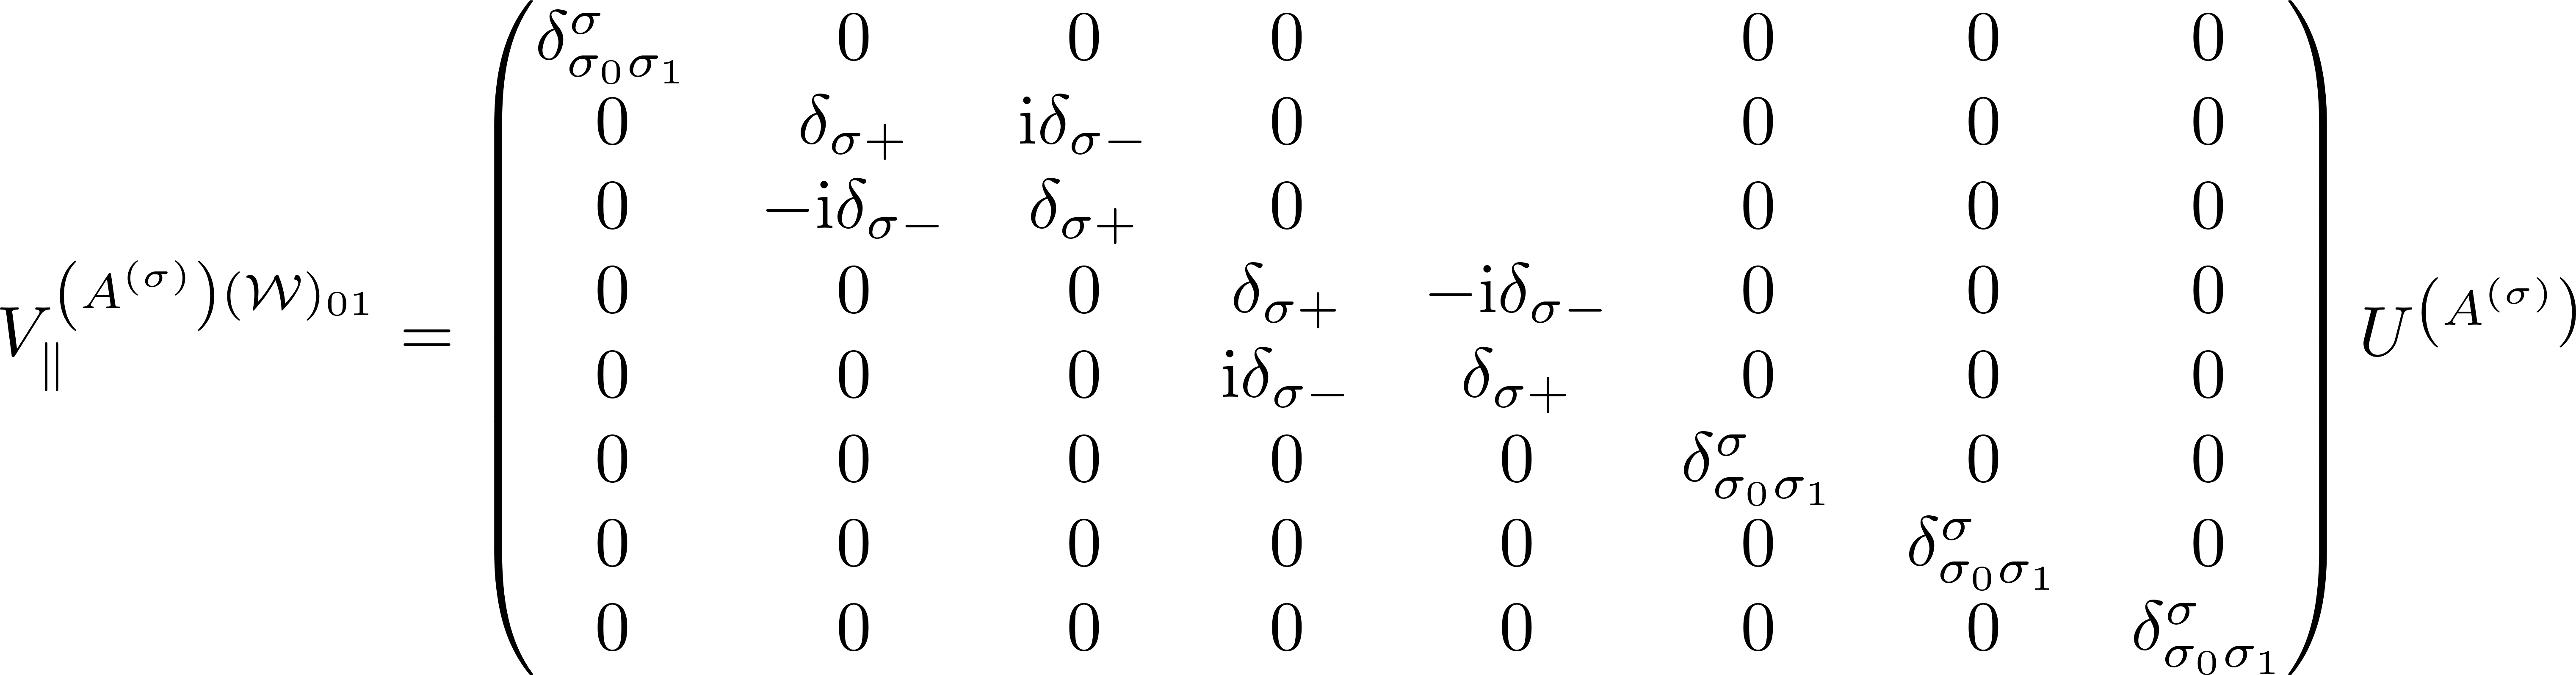 $$V_{\parallel}^{\left(A^{(\sigma)}\right)(\mathcal{W})_{01}} = \begin{pmatrix}
\delta^{\sigma}_{\sigma_0\sigma_1} & 0 & 0 & 0 & & 0 & 0 & 0 \\
0 & \delta_{\sigma+} & \mathrm{i}\delta_{\sigma-} & 0 & & 0 & 0 & 0 \\
0 & -\mathrm{i}\delta_{\sigma-} & \delta_{\sigma+} & 0 & & 0 & 0 & 0 \\
0 & 0 & 0 & \delta_{\sigma+} & -\mathrm{i}\delta_{\sigma-} & 0 & 0 & 0 \\
0 & 0 & 0 & \mathrm{i}\delta_{\sigma-} & \delta_{\sigma+} & 0 & 0 & 0 \\
0 & 0 & 0 & 0 & 0 & \delta^{\sigma}_{\sigma_0\sigma_1} & 0 & 0 \\
0 & 0 & 0 & 0 & 0 & 0 & \delta^{\sigma}_{\sigma_0\sigma_1} & 0 \\
0 & 0 & 0 & 0 & 0 & 0 & 0 & \delta^{\sigma}_{\sigma_0\sigma_1}
\end{pmatrix} U^{\left(A^{(\sigma)}\right)}$$